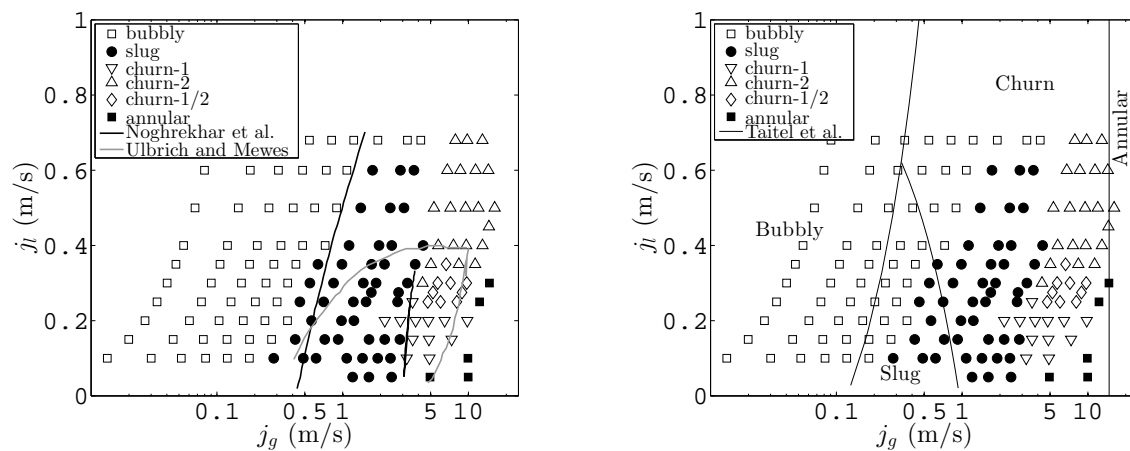 bubbly
slug
churn-1
churn-2
churn-1/2
annular
Noghrekhar et al.
Ulbrich and Mewes
1
0.8
0.6
0.4
0.2
0
0.1
0.5
1
5
10
j_l (m/s)
j_g (m/s)
bubbly
slug
churn-1
churn-2
churn-1/2
annular
Taitel et al.
Churn
Annular
Bubbly
Slug
1
0.8
0.6
0.4
0.2
0
0.1
0.5
1
5
10
j_l (m/s)
j_g (m/s)